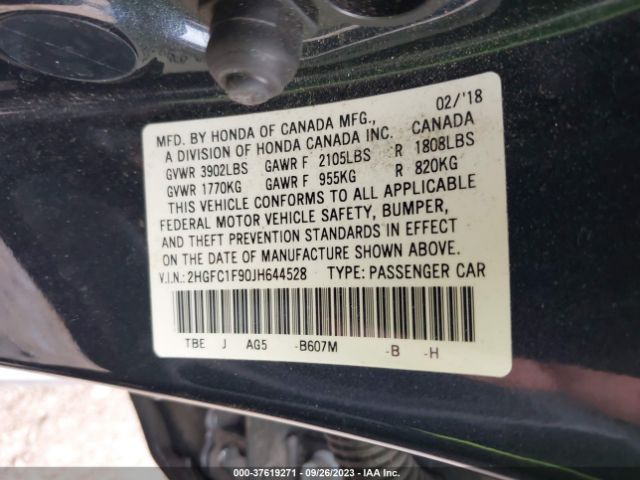 02/'18
MFD. BY HONDA OF CANADA MFG.,
A DIVISION OF HONDA CANADA INC. CANADA
GVWR 3902LBS GAWR F 2105LBS R 1808LBS
GVWR 1770KG GAWR F 955KG R 820KG
THIS VEHICLE CONFORMS TO ALL APPLICABLE
FEDERAL MOTOR VEHICLE SAFETY, BUMPER,
AND THEFT PREVENTION STANDARDS IN EFFECT
ON THE DATE OF MANUFACTURE SHOWN ABOVE.
V.I.N: 2HGFC1F90JH644528 TYPE: PASSENGER CAR
TBE J AG5 -B607M -B -H
000-37619271 - 09/26/2023 - IAA Inc.